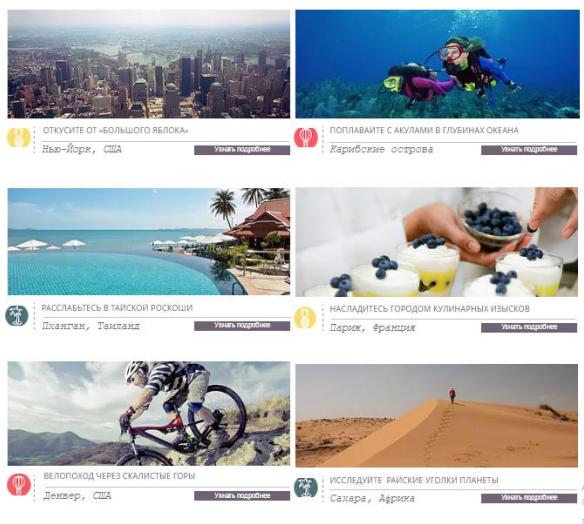 ОТКУСИТЕ ОТ «БОЛЬШОГО ЯБЛОКА»
Нью-Йорк, США
Узнать подробнее
ПОПЛАВАЙТЕ С АКУЛАМИ В ГЛУБИНАХ ОКЕАНА
Карибские острова
Узнать подробнее
РАССЛАБЬТЕСЬ В ТАЙСКОЙ РОСКОШИ
Пханган, Таиланд
Узнать подробнее
НАСЛАДИТЕСЬ ГОРОДОМ КУЛИНАРНЫХ ИЗЫСКОВ
Париж, Франция
Узнать подробнее
ВЕЛОПОХОД ЧЕРЕЗ СКАЛИСТЫЕ ГОРЫ
Денвер, США
Узнать подробнее
ИССЛЕДУЙТЕ РАЙСКИЕ УГОЛКИ ПЛАНЕТЫ
Сахара, Африка
Узнать подробнее